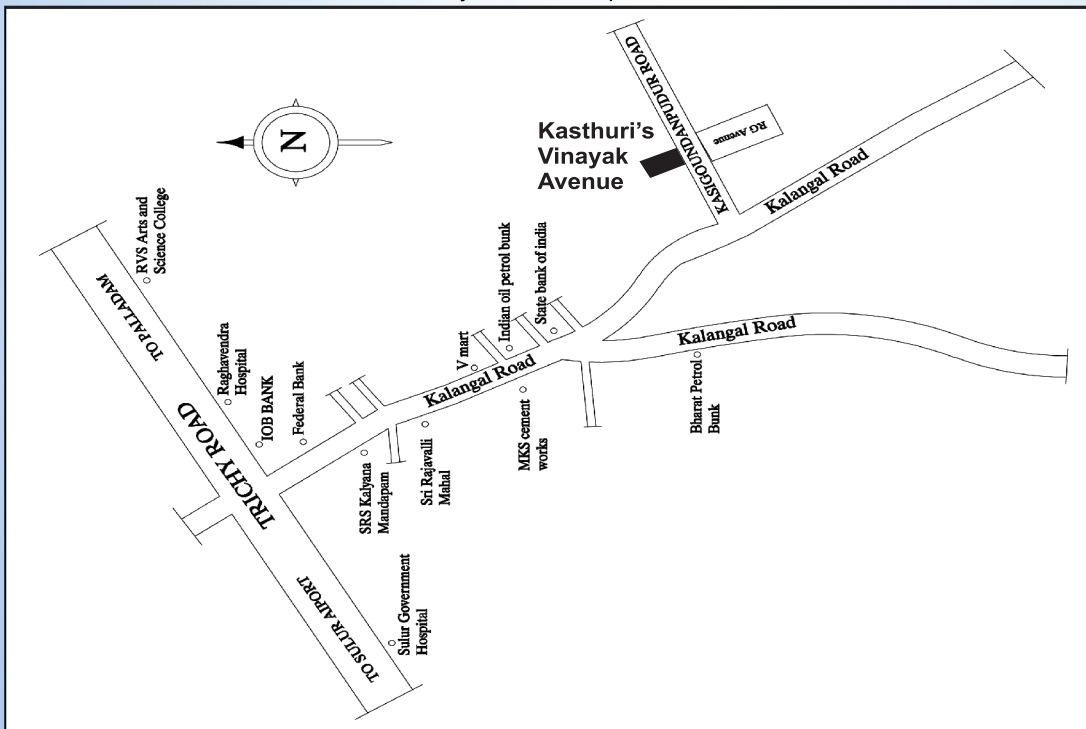 KASIGOUNDANPUDUR ROAD
RG Avenue
Kasthuri's
Vinayak
Avenue
Kalangal Road
N
RVS Arts and
Science College
TO PALLADAM
Raghavendra
Hospital
IOB BANK
Federal Bank
TRICHY ROAD
V mart
Indian oil petrol bunk
State bank of india
Kalangal Road
Kalangal Road
Bharat Petrol
Bunk
MKS cement
works
Sri Rajavalli
Mahal
SRS Kalyana
Mandapam
Sulur Government
Hospital
TO SULUR AIPORT